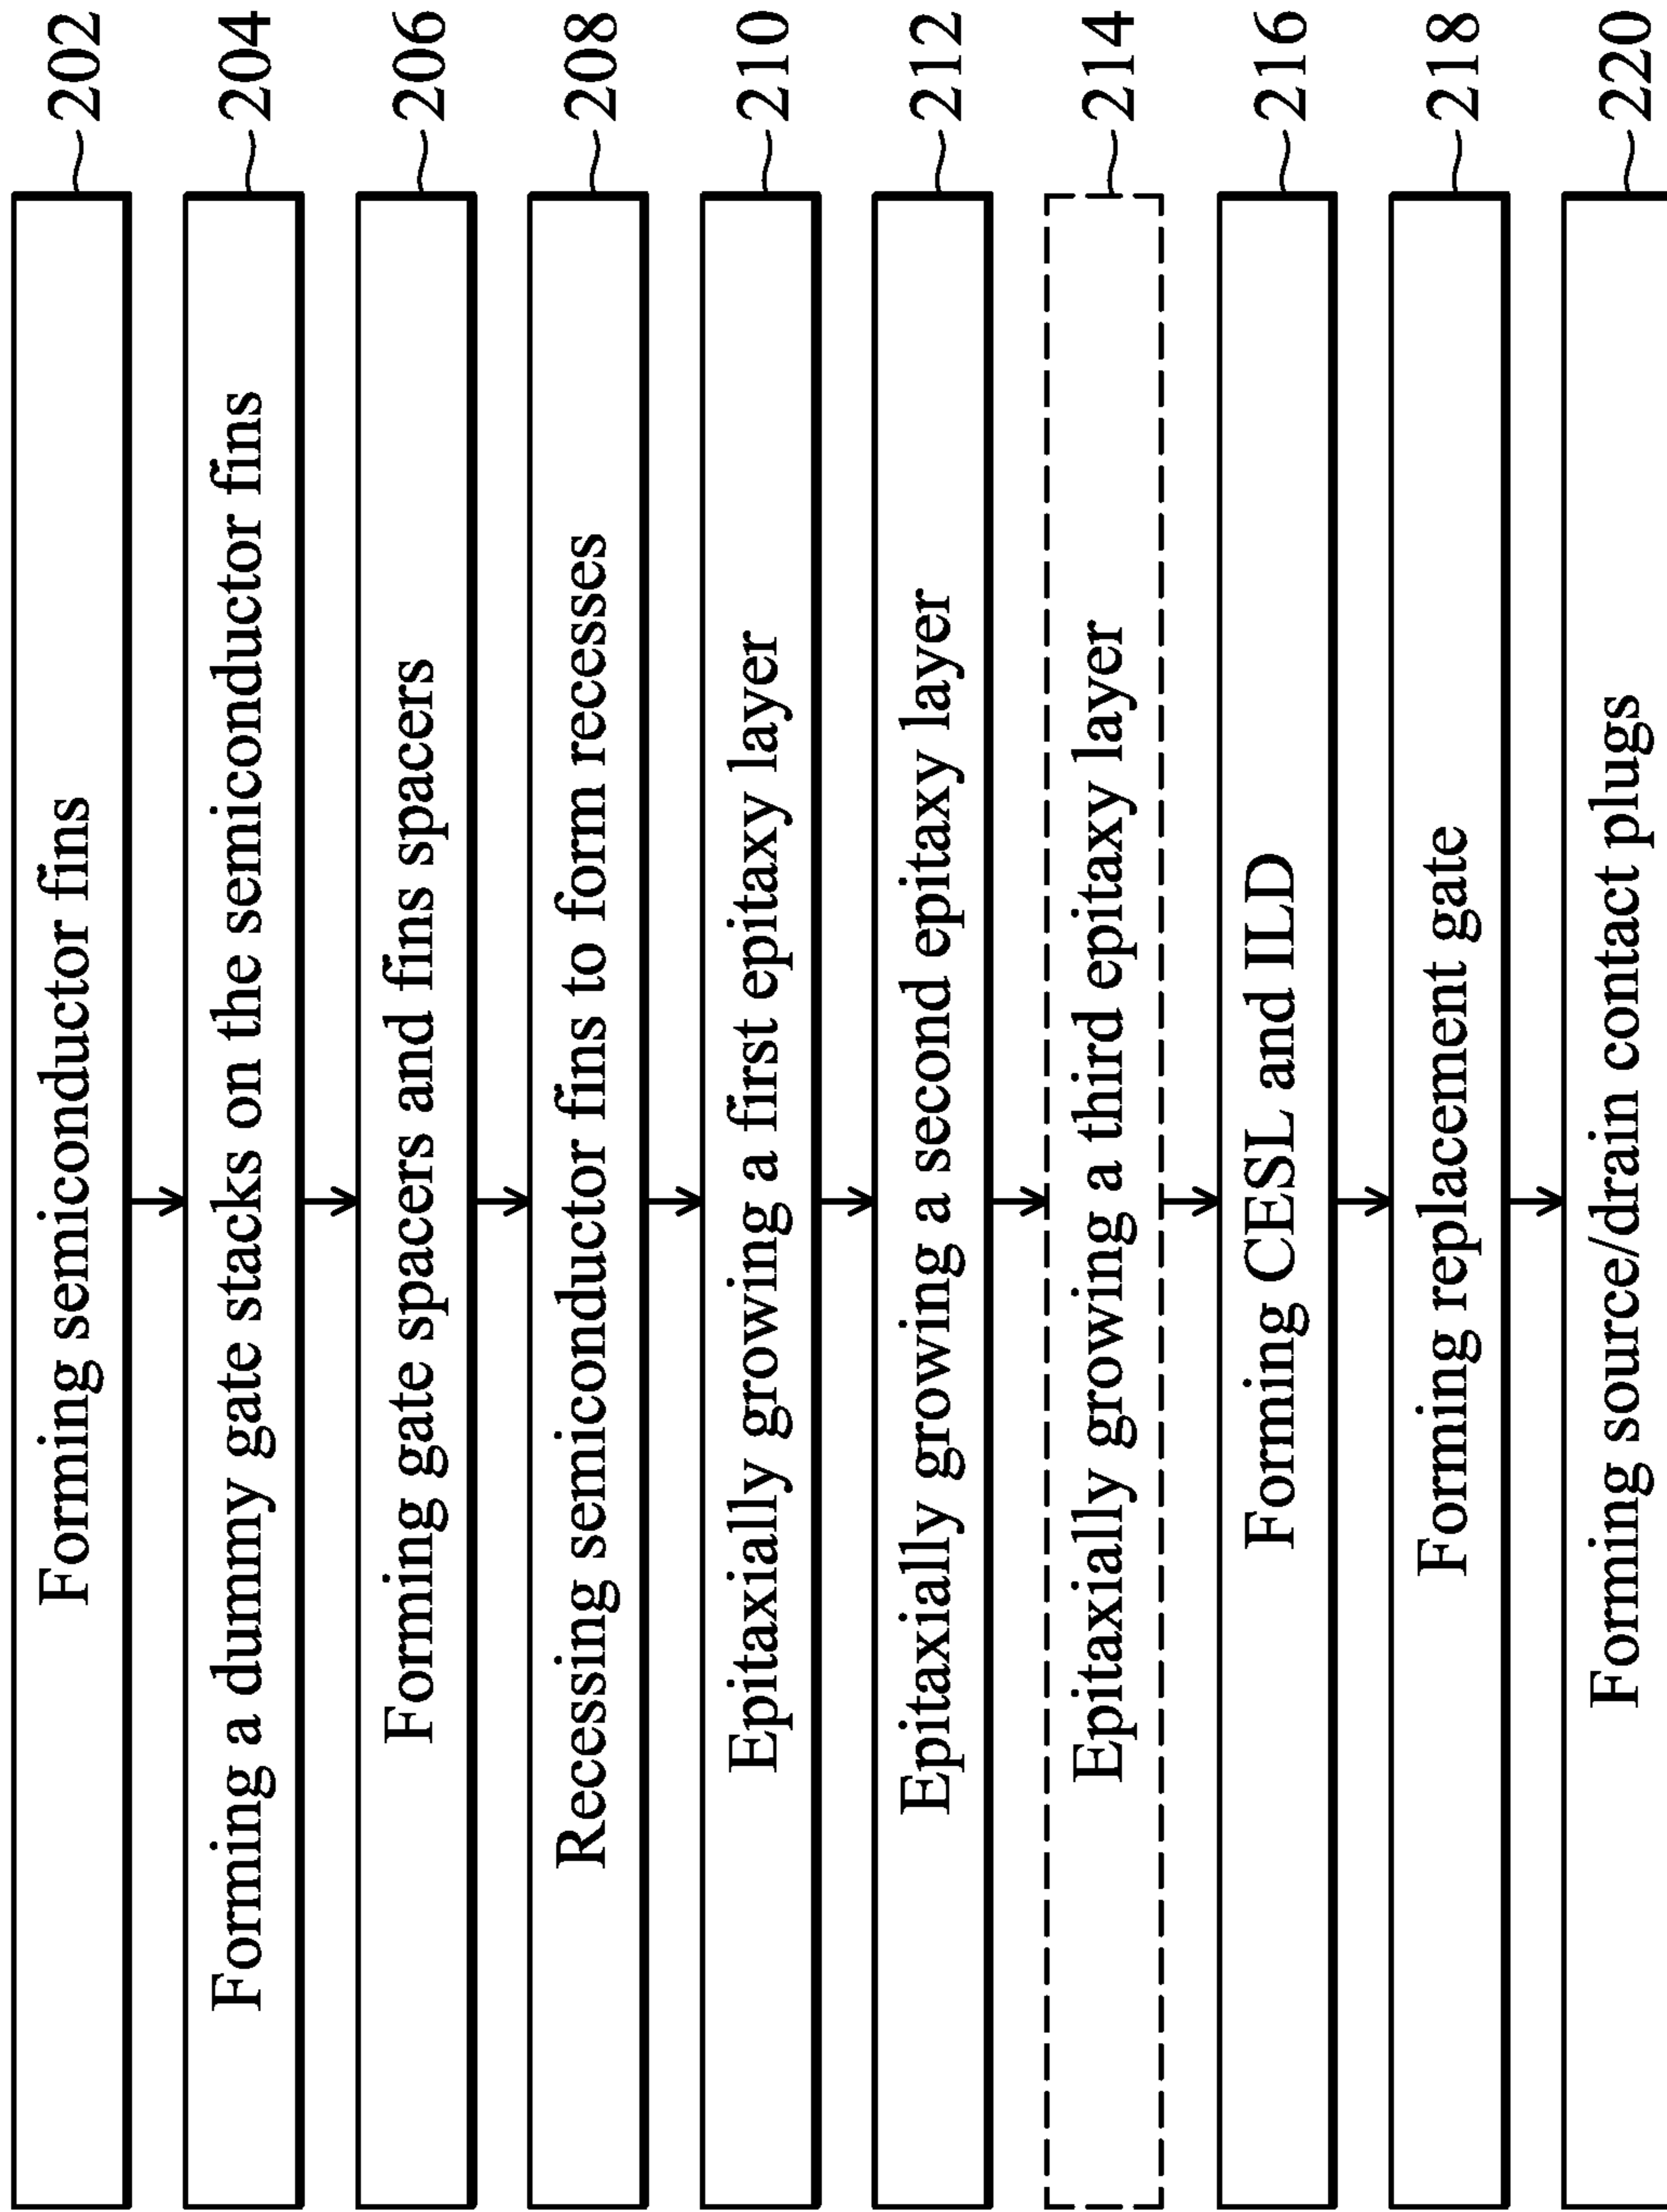 Forming semiconductor fins
202
Forming a dummy gate stacks on the semiconductor fins
204
Forming gate spacers and fins spacers
206
Recessing semiconductor fins to form recesses
208
Epitaxially growing a first epitaxy layer
210
Epitaxially growing a second epitaxy layer
212
Epitaxially growing a third epitaxy layer
214
Forming CESL and ILD
216
Forming replacement gate
218
Forming source/drain contact plugs
220